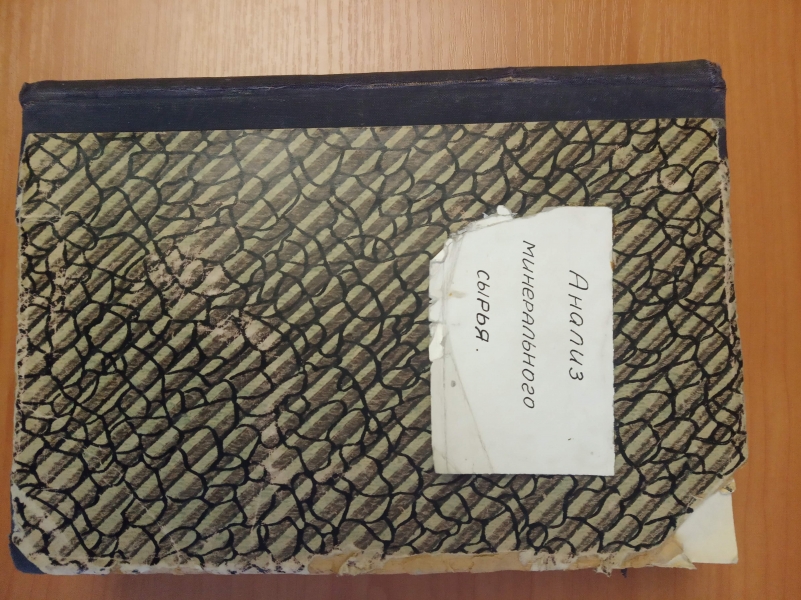 Анализ
минерального
сырья.